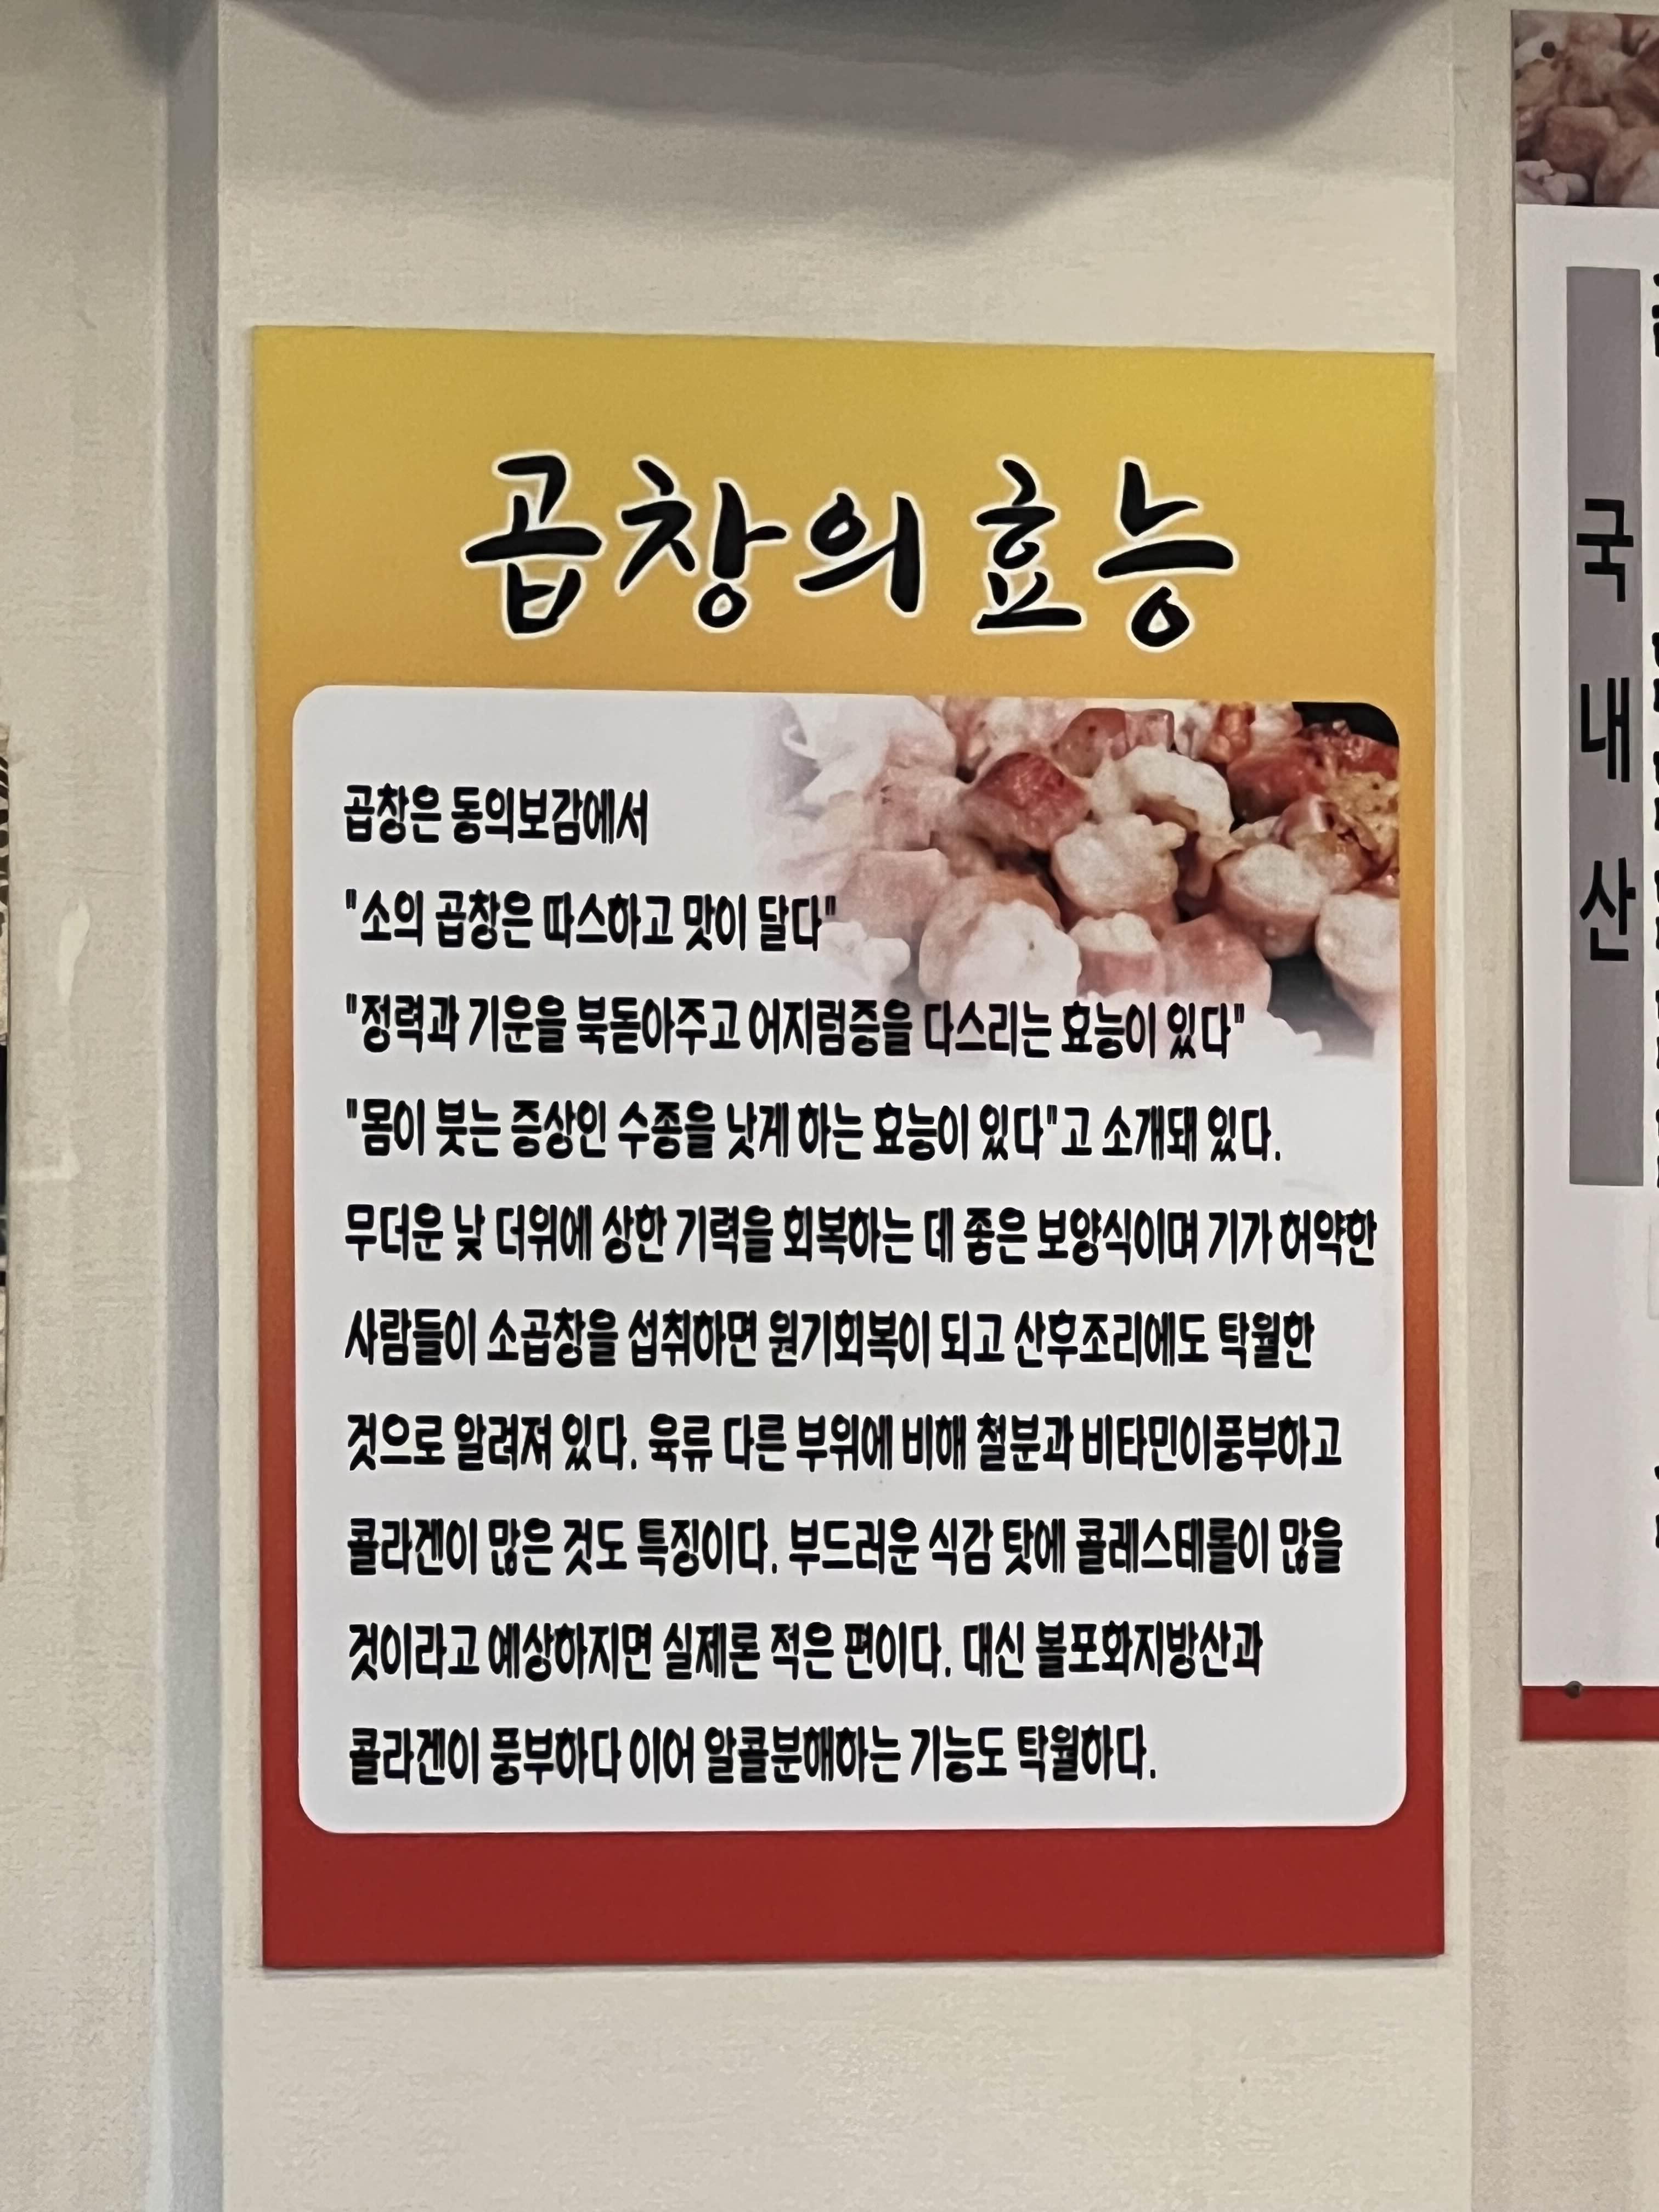 곱창의 효능
곱창은 동의보감에서
"소의 곱창은 따스하고 맛이 달다"
"정력과 기운을 북돋아주고 어지럼증을 다스리는 효능이 있다"
"몸이 붓는 증상인 수종을 낫게 하는 효능이 있다"고 소개돼 있다.
무더운 낮 더위에 상한 기력을 회복하는 데 좋은 보양식이며 기가 허약한
사람들이 소곱창을 섭취하면 원기회복이 되고 산후조리에도 탁월한
것으로 알려져 있다. 육류 다른 부위에 비해 철분과 비타민이풍부하고
콜라겐이 많은 것도 특징이다. 부드러운 식감 탓에 콜레스테롤이 많을
것이라고 예상하지면 실제론 적은 편이다. 대신 볼포화지방산과
콜라겐이 풍부하다 이어 알콜분해하는 기능도 탁월하다.
국내산